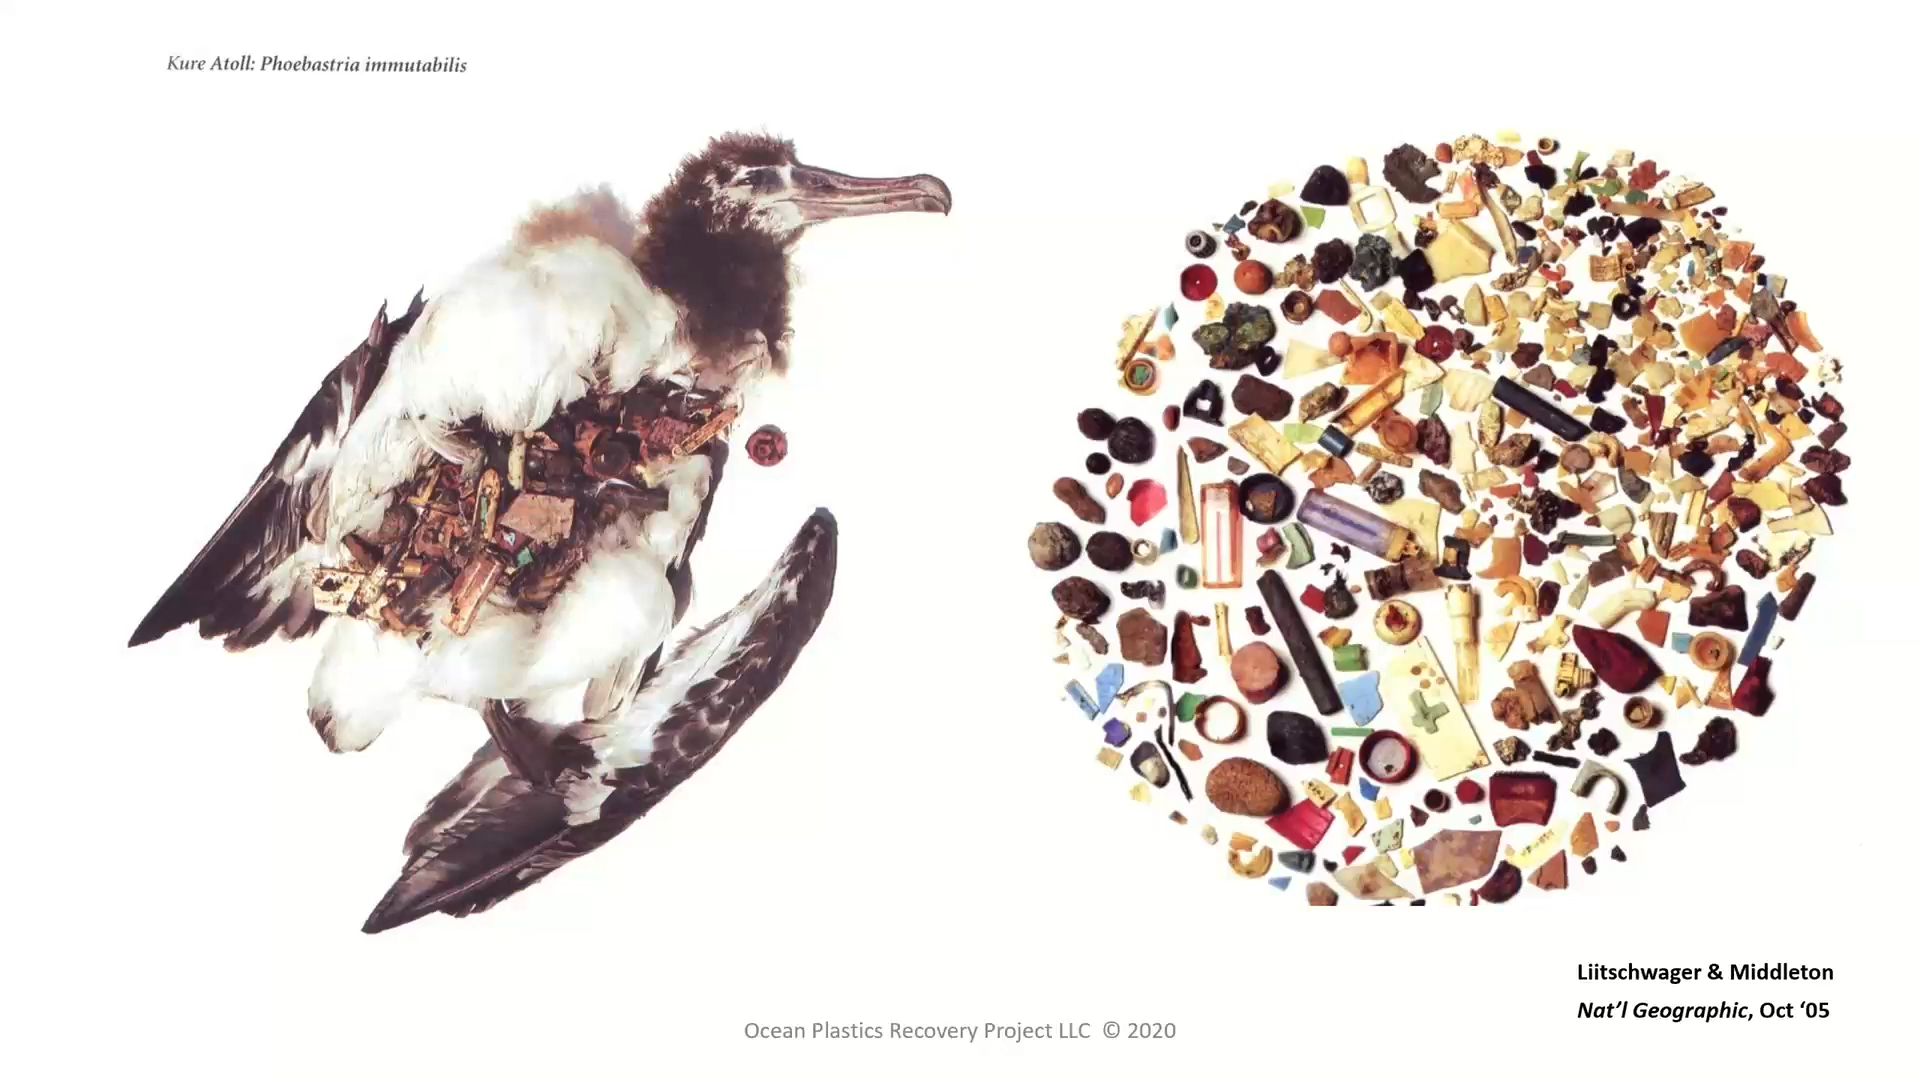 Kure Atoll: Phoebastria immutabilis
Liitschwager & Middleton
Nat’l Geographic, Oct ‘05
Ocean Plastics Recovery Project LLC © 2020